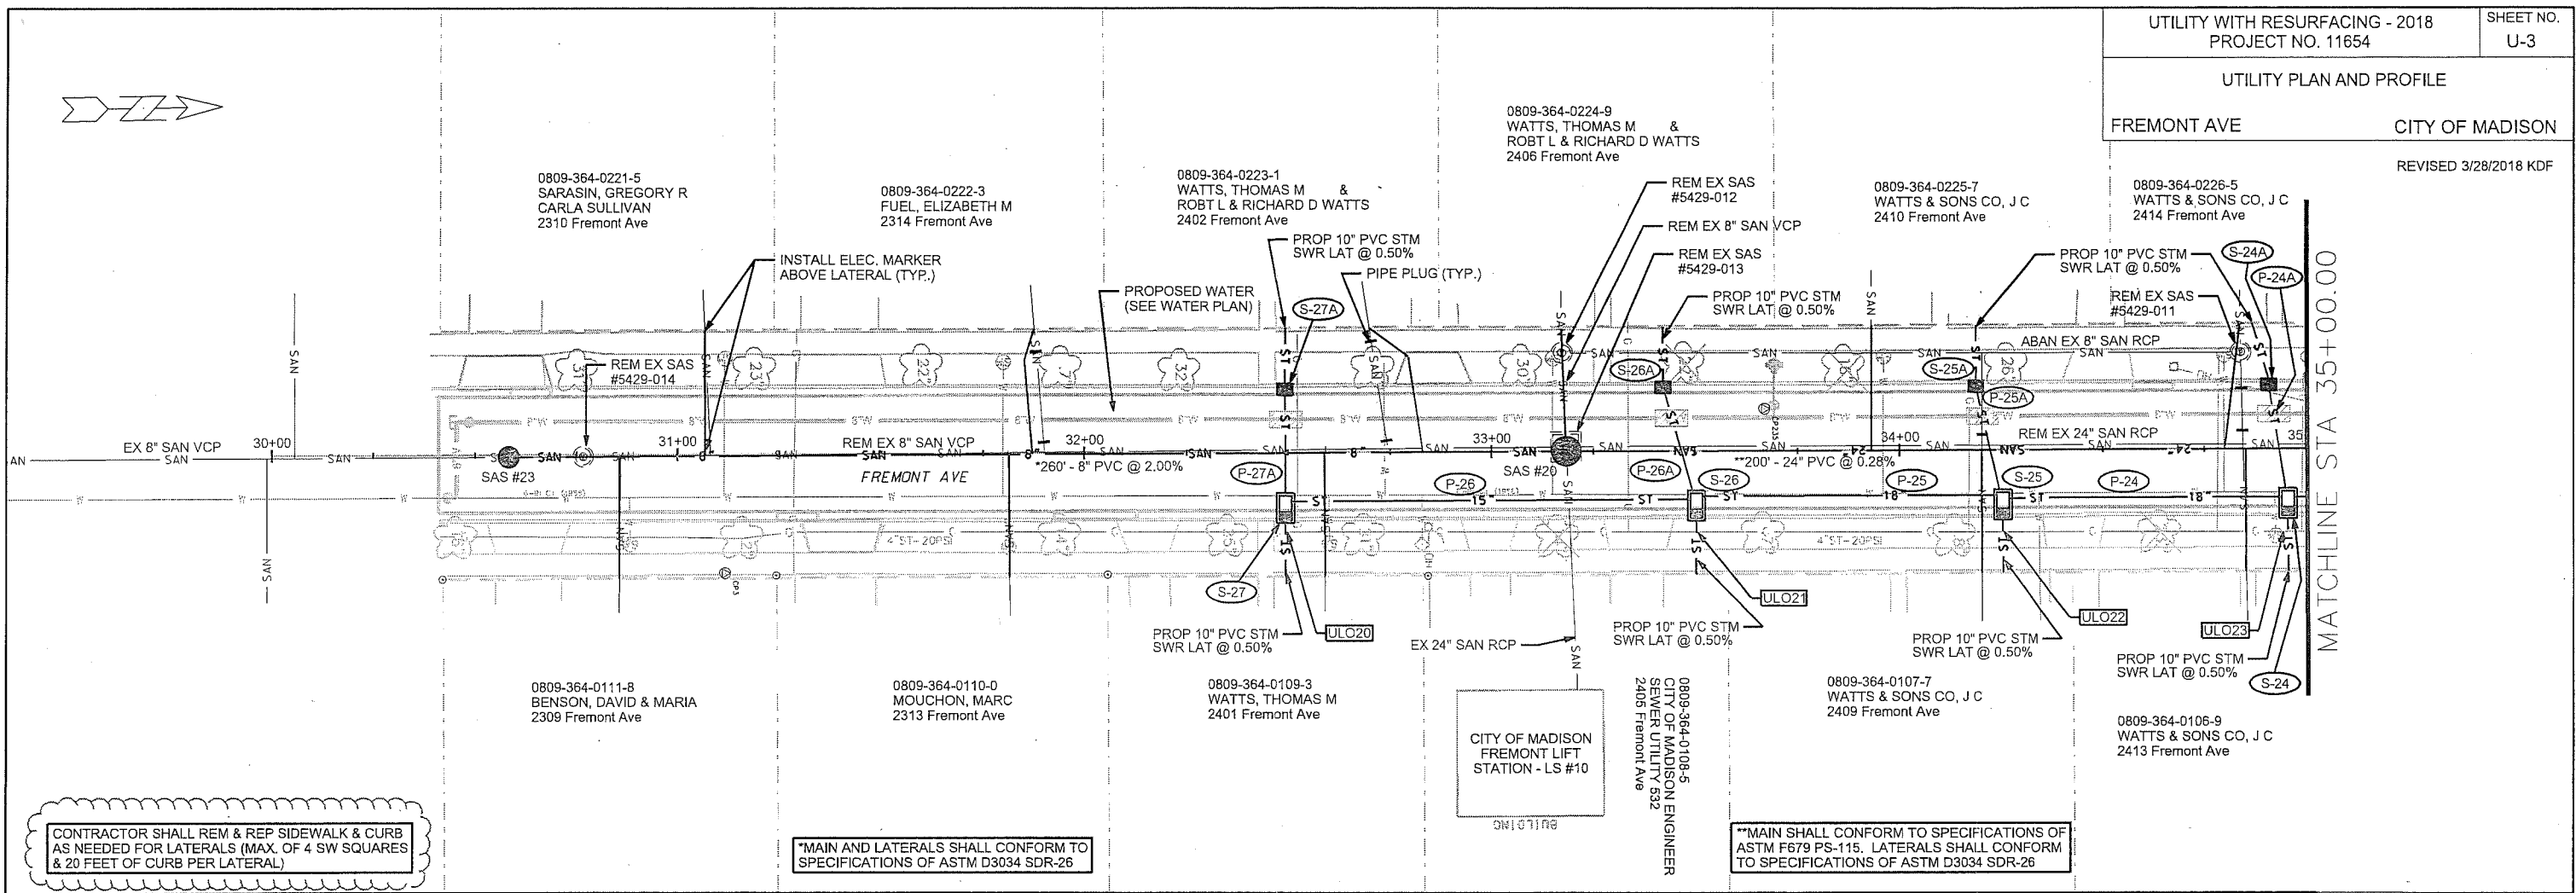 UTILITY WITH RESURFACING - 2018
PROJECT NO. 11654
SHEET NO.
U-3
UTILITY PLAN AND PROFILE
FREMONT AVE
CITY OF MADISON
REVISED 3/28/2018 KDF
0809-364-0221-5
SARASIN, GREGORY R
CARLA SULLIVAN
2310 Fremont Ave
0809-364-0222-3
FUEL, ELIZABETH M
2314 Fremont Ave
0809-364-0223-1
WATTS, THOMAS M &
ROBT L & RICHARD D WATTS
2402 Fremont Ave
0809-364-0224-9
WATTS, THOMAS M &
ROBT L & RICHARD D WATTS
2406 Fremont Ave
0809-364-0225-7
WATTS & SONS CO, J C
2410 Fremont Ave
0809-364-0226-5
WATTS & SONS CO, J C
2414 Fremont Ave
INSTALL ELEC. MARKER
ABOVE LATERAL (TYP.)
PROPOSED WATER
(SEE WATER PLAN)
PROP 10" PVC STM
SWR LAT @ 0.50%
PIPE PLUG (TYP.)
REM EX SAS
#5429-012
REM EX 8" SAN VCP
REM EX SAS
#5429-013
PROP 10" PVC STM
SWR LAT @ 0.50%
PROP 10" PVC STM
SWR LAT @ 0.50%
REM EX SAS
#5429-011
S-24A
P-24A
S-27A
S-26A
S-25A
P-25A
REM EX SAS
#5429-014
ABAN EX 8" SAN RCP
MATCHLINE STA 35+00.00
EX 8" SAN VCP
30+00
31+00
REM EX 8" SAN VCP
32+00
33+00
34+00
REM EX 24" SAN RCP
35
SAS #23
FREMONT AVE
*260' - 8" PVC @ 2.00%
SAS #20
**200' - 24" PVC @ 0.28%
P-27A
P-26
15"
P-26A
S-26
P-25
18"
S-25
P-24
18"
4"ST-20PSI
4"ST-20PSI
CP3
CP235
S-27
ULO20
ULO21
ULO22
ULO23
S-24
PROP 10" PVC STM
SWR LAT @ 0.50%
EX 24" SAN RCP
PROP 10" PVC STM
SWR LAT @ 0.50%
PROP 10" PVC STM
SWR LAT @ 0.50%
PROP 10" PVC STM
SWR LAT @ 0.50%
0809-364-0111-8
BENSON, DAVID & MARIA
2309 Fremont Ave
0809-364-0110-0
MOUCHON, MARC
2313 Fremont Ave
0809-364-0109-3
WATTS, THOMAS M
2401 Fremont Ave
CITY OF MADISON
FREMONT LIFT
STATION - LS #10
BUILDING
0809-364-0108-5
CITY OF MADISON ENGINEER
SEWER UTILITY 532
2405 Fremont Ave
0809-364-0107-7
WATTS & SONS CO, J C
2409 Fremont Ave
0809-364-0106-9
WATTS & SONS CO, J C
2413 Fremont Ave
CONTRACTOR SHALL REM & REP SIDEWALK & CURB
AS NEEDED FOR LATERALS (MAX. OF 4 SW SQUARES
& 20 FEET OF CURB PER LATERAL)
*MAIN AND LATERALS SHALL CONFORM TO
SPECIFICATIONS OF ASTM D3034 SDR-26
**MAIN SHALL CONFORM TO SPECIFICATIONS OF
ASTM F679 PS-115. LATERALS SHALL CONFORM
TO SPECIFICATIONS OF ASTM D3034 SDR-26